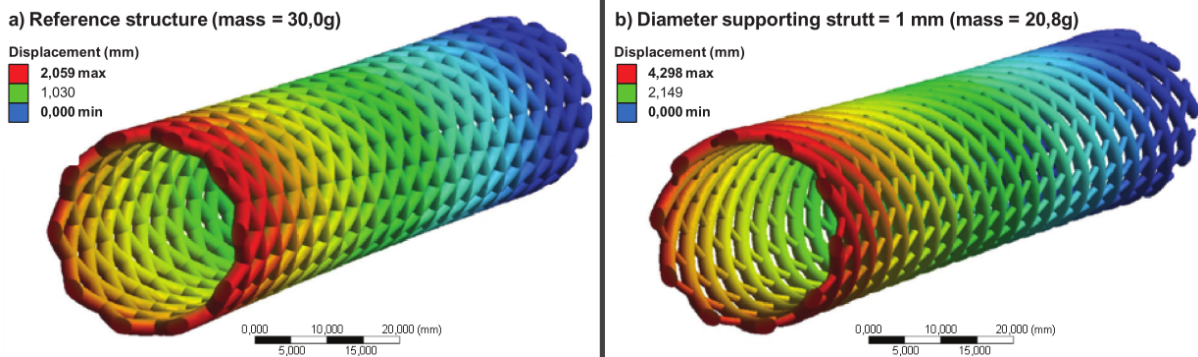 a) Reference structure (mass = 30,0g)
Displacement (mm)
2,059 max
1,030
0,000 min
0,000 10,000 20,000 (mm)
5,000 15,000
b) Diameter supporting strutt = 1 mm (mass = 20,8g)
Displacement (mm)
4,298 max
2,149
0,000 min
0,000 10,000 20,000 (mm)
5,000 15,000